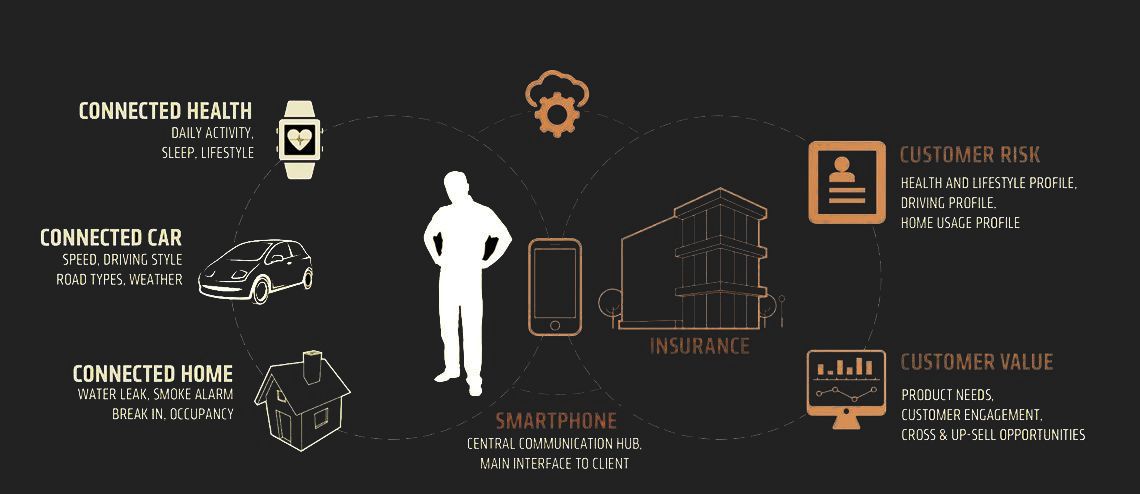 CONNECTED HEALTH
DAILY ACTIVITY,
SLEEP, LIFESTYLE
CONNECTED CAR
SPEED, DRIVING STYLE
ROAD TYPES, WEATHER
CONNECTED HOME
WATER LEAK, SMOKE ALARM
BREAK IN, OCCUPANCY
SMARTPHONE
CENTRAL COMMUNICATION HUB,
MAIN INTERFACE TO CLIENT
INSURANCE
CUSTOMER RISK
HEALTH AND LIFESTYLE PROFILE,
DRIVING PROFILE,
HOME USAGE PROFILE
CUSTOMER VALUE
PRODUCT NEEDS,
CUSTOMER ENGAGEMENT,
CROSS & UP-SELL OPPORTUNITIES